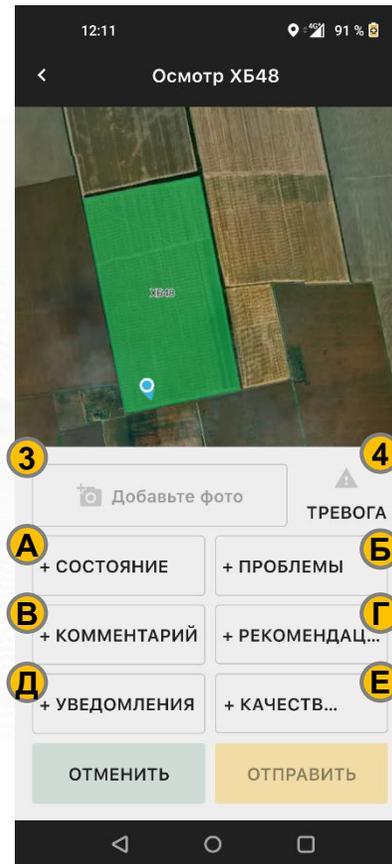 12:11 4G+ 91 %
Осмотр ХБ48
ХБ48
3 4
Добавьте фото
ТРЕВОГА
А Б
+ СОСТОЯНИЕ + ПРОБЛЕМЫ
В Г
+ КОММЕНТАРИЙ + РЕКОМЕНДАЦ...
Д Е
+ УВЕДОМЛЕНИЯ + КАЧЕСТВ...
ОТМЕНИТЬ ОТПРАВИТЬ